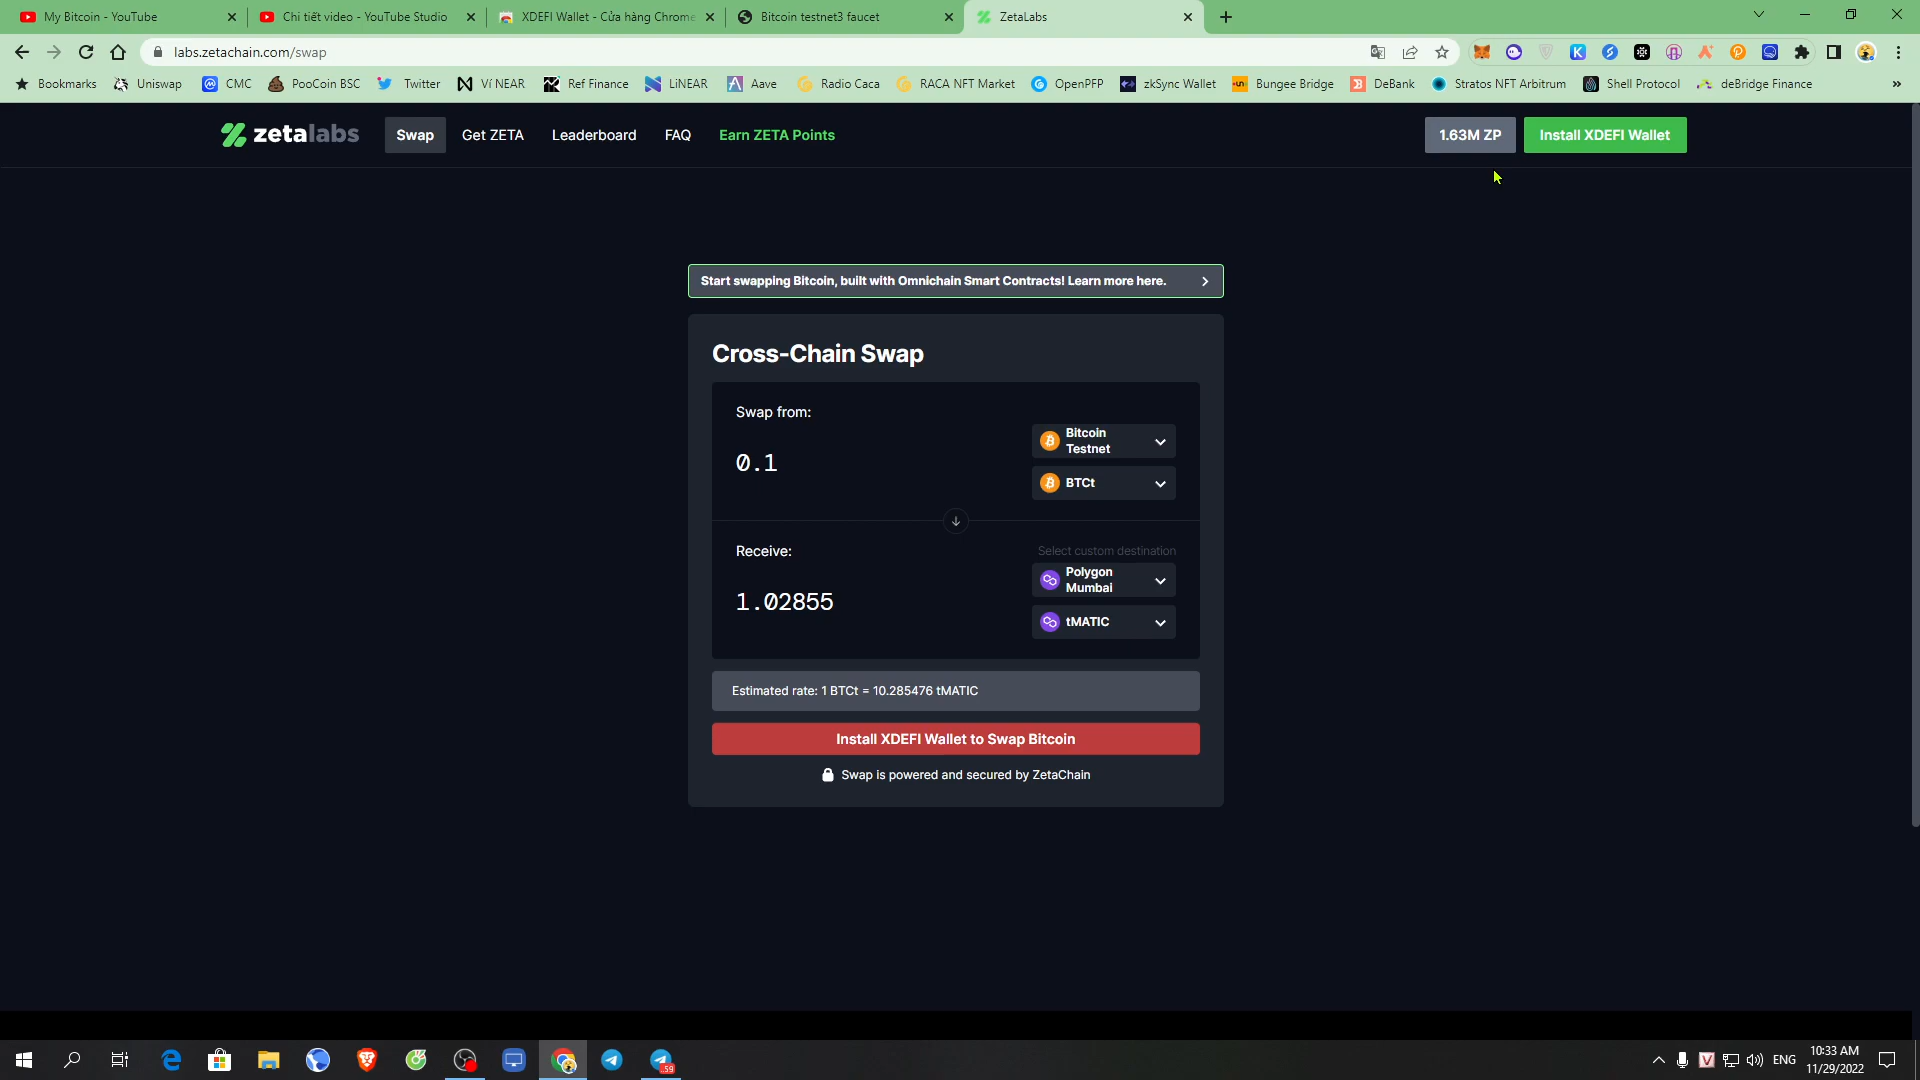 My Bitcoin - YouTube
Chi tiết video - YouTube Studio
XDEFI Wallet - Cửa hàng Chrome
Bitcoin testnet3 faucet
ZetaLabs
labs.zetachain.com/swap
Bookmarks
Uniswap
CMC
PooCoin BSC
Twitter
Ví NEAR
Ref Finance
LiNEAR
Aave
Radio Caca
RACA NFT Market
OpenPFP
zkSync Wallet
Bungee Bridge
DeBank
Stratos NFT Arbitrum
Shell Protocol
deBridge Finance
»
zetalabs
Swap
Get ZETA
Leaderboard
FAQ
Earn ZETA Points
1.63M ZP
Install XDEFI Wallet
Start swapping Bitcoin, built with Omnichain Smart Contracts! Learn more here.
Cross-Chain Swap
Swap from:
Bitcoin
Testnet
0.1
BTCt
Receive:
Select custom destination
Polygon
Mumbai
1.02855
tMATIC
Estimated rate: 1 BTCt = 10.285476 tMATIC
Install XDEFI Wallet to Swap Bitcoin
Swap is powered and secured by ZetaChain
ENG
10:33 AM
11/29/2022